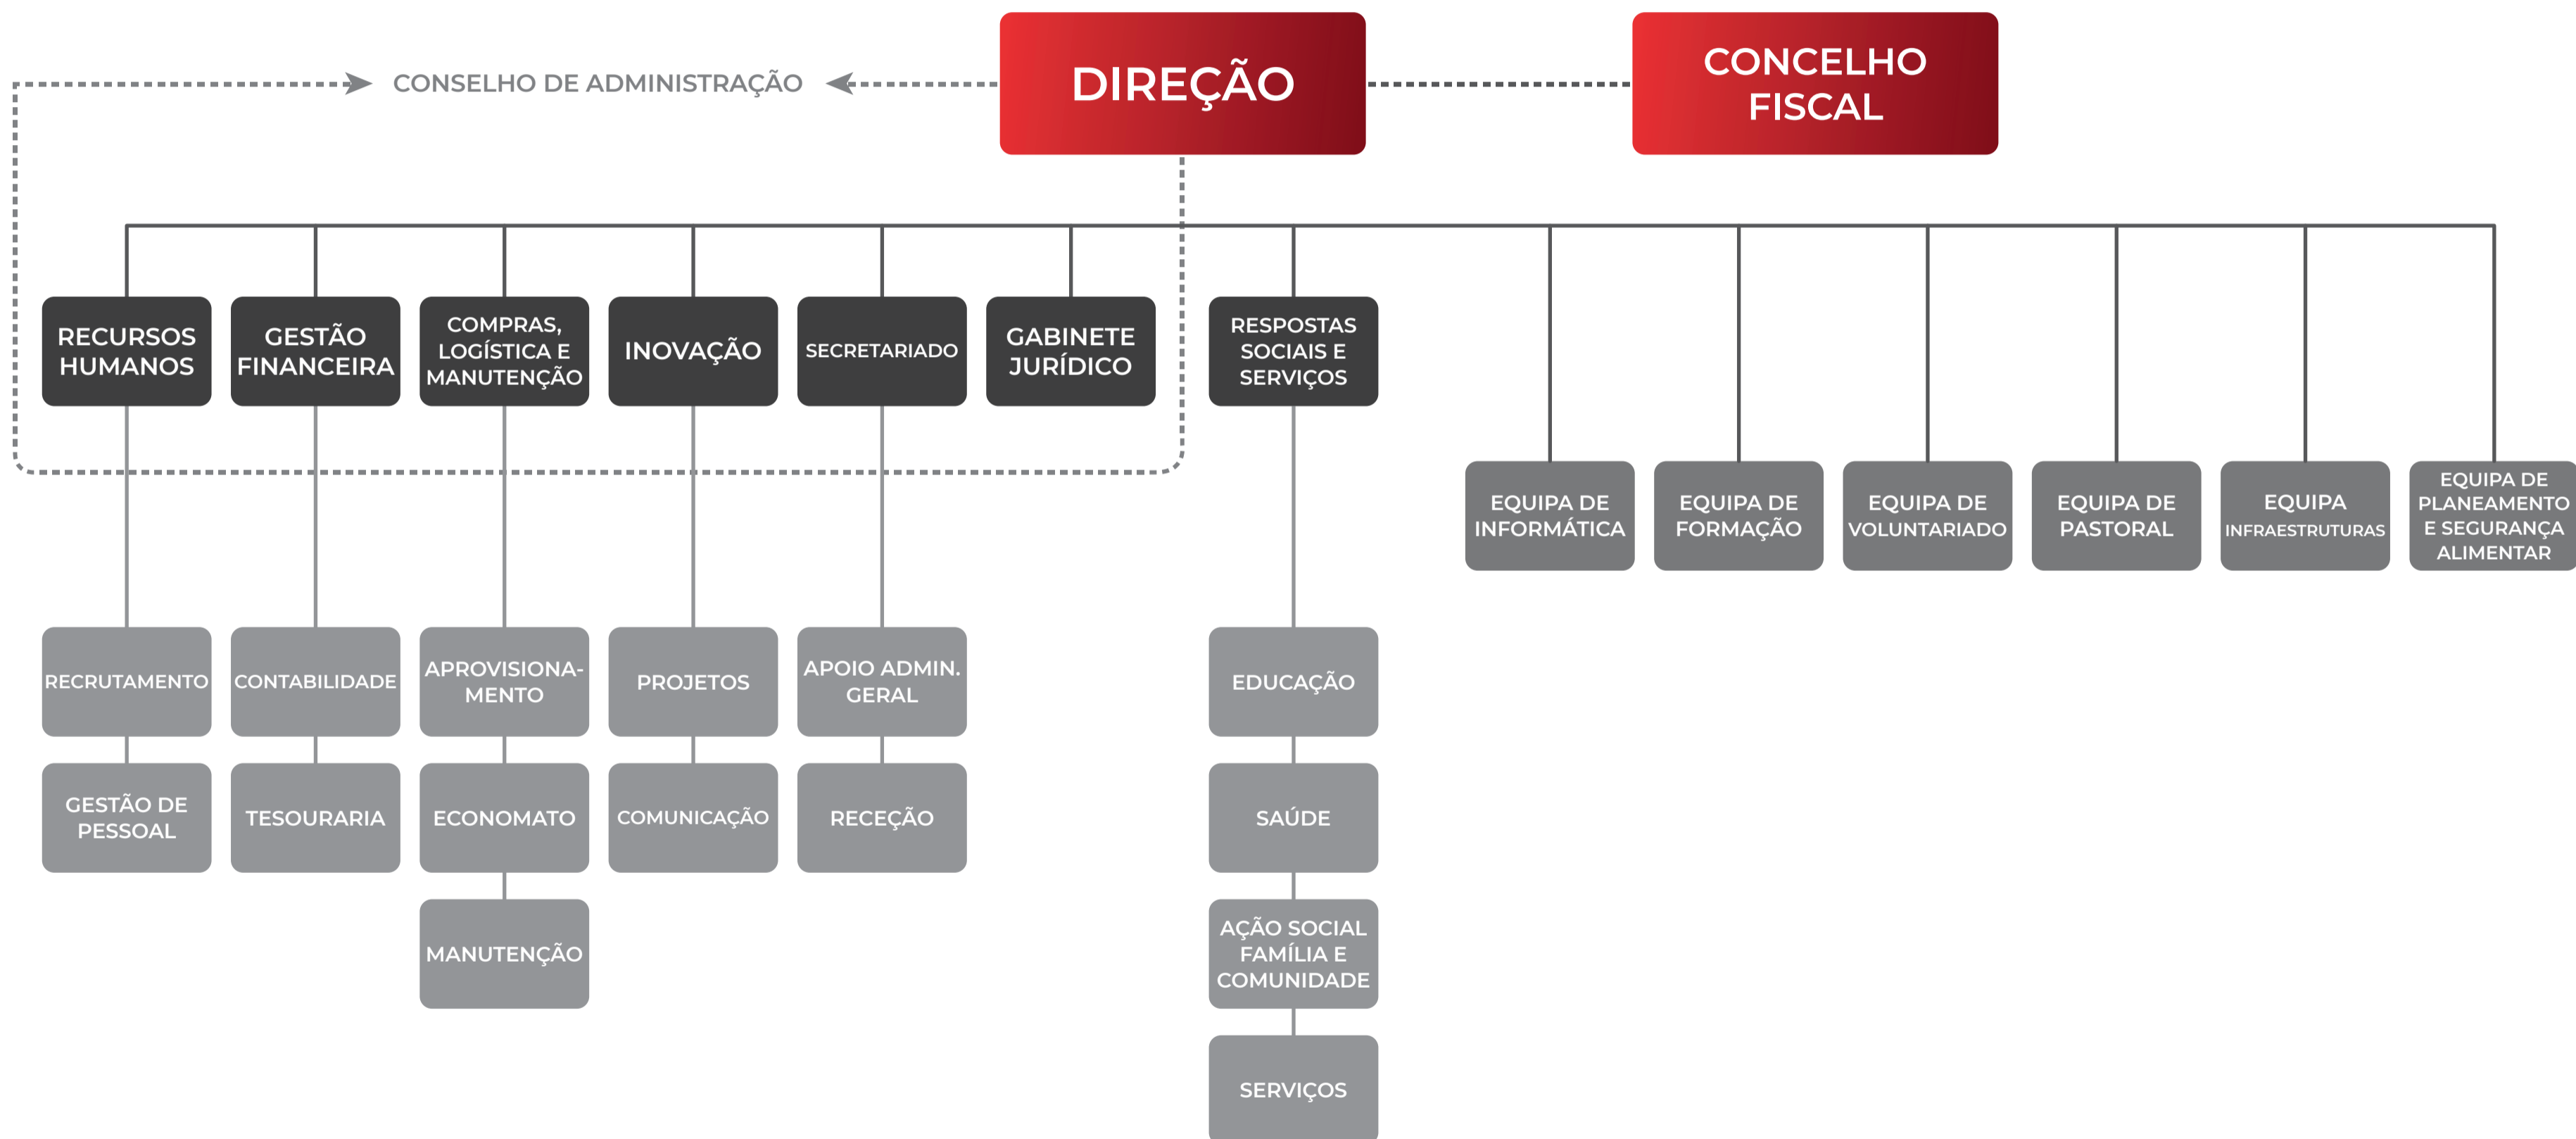 CONSELHO DE ADMINISTRAÇÃO
DIREÇÃO
CONCELHO
FISCAL
RECURSOS
HUMANOS
GESTÃO
FINANCEIRA
COMPRAS,
LOGÍSTICA E
MANUTENÇÃO
INOVAÇÃO
SECRETARIADO
GABINETE
JURÍDICO
RESPOSTAS
SOCIAIS E
SERVIÇOS
EQUIPA DE
INFORMÁTICA
EQUIPA DE
FORMAÇÃO
EQUIPA DE
VOLUNTARIADO
EQUIPA DE
PASTORAL
EQUIPA
INFRAESTRUTURAS
EQUIPA DE
PLANEAMENTO
E SEGURANÇA
ALIMENTAR
RECRUTAMENTO
CONTABILIDADE
APROVISIONA-
MENTO
PROJETOS
APOIO ADMIN.
GERAL
EDUCAÇÃO
GESTÃO DE
PESSOAL
TESOURARIA
ECONOMATO
COMUNICAÇÃO
RECEÇÃO
SAÚDE
MANUTENÇÃO
AÇÃO SOCIAL
FAMÍLIA E
COMUNIDADE
SERVIÇOS